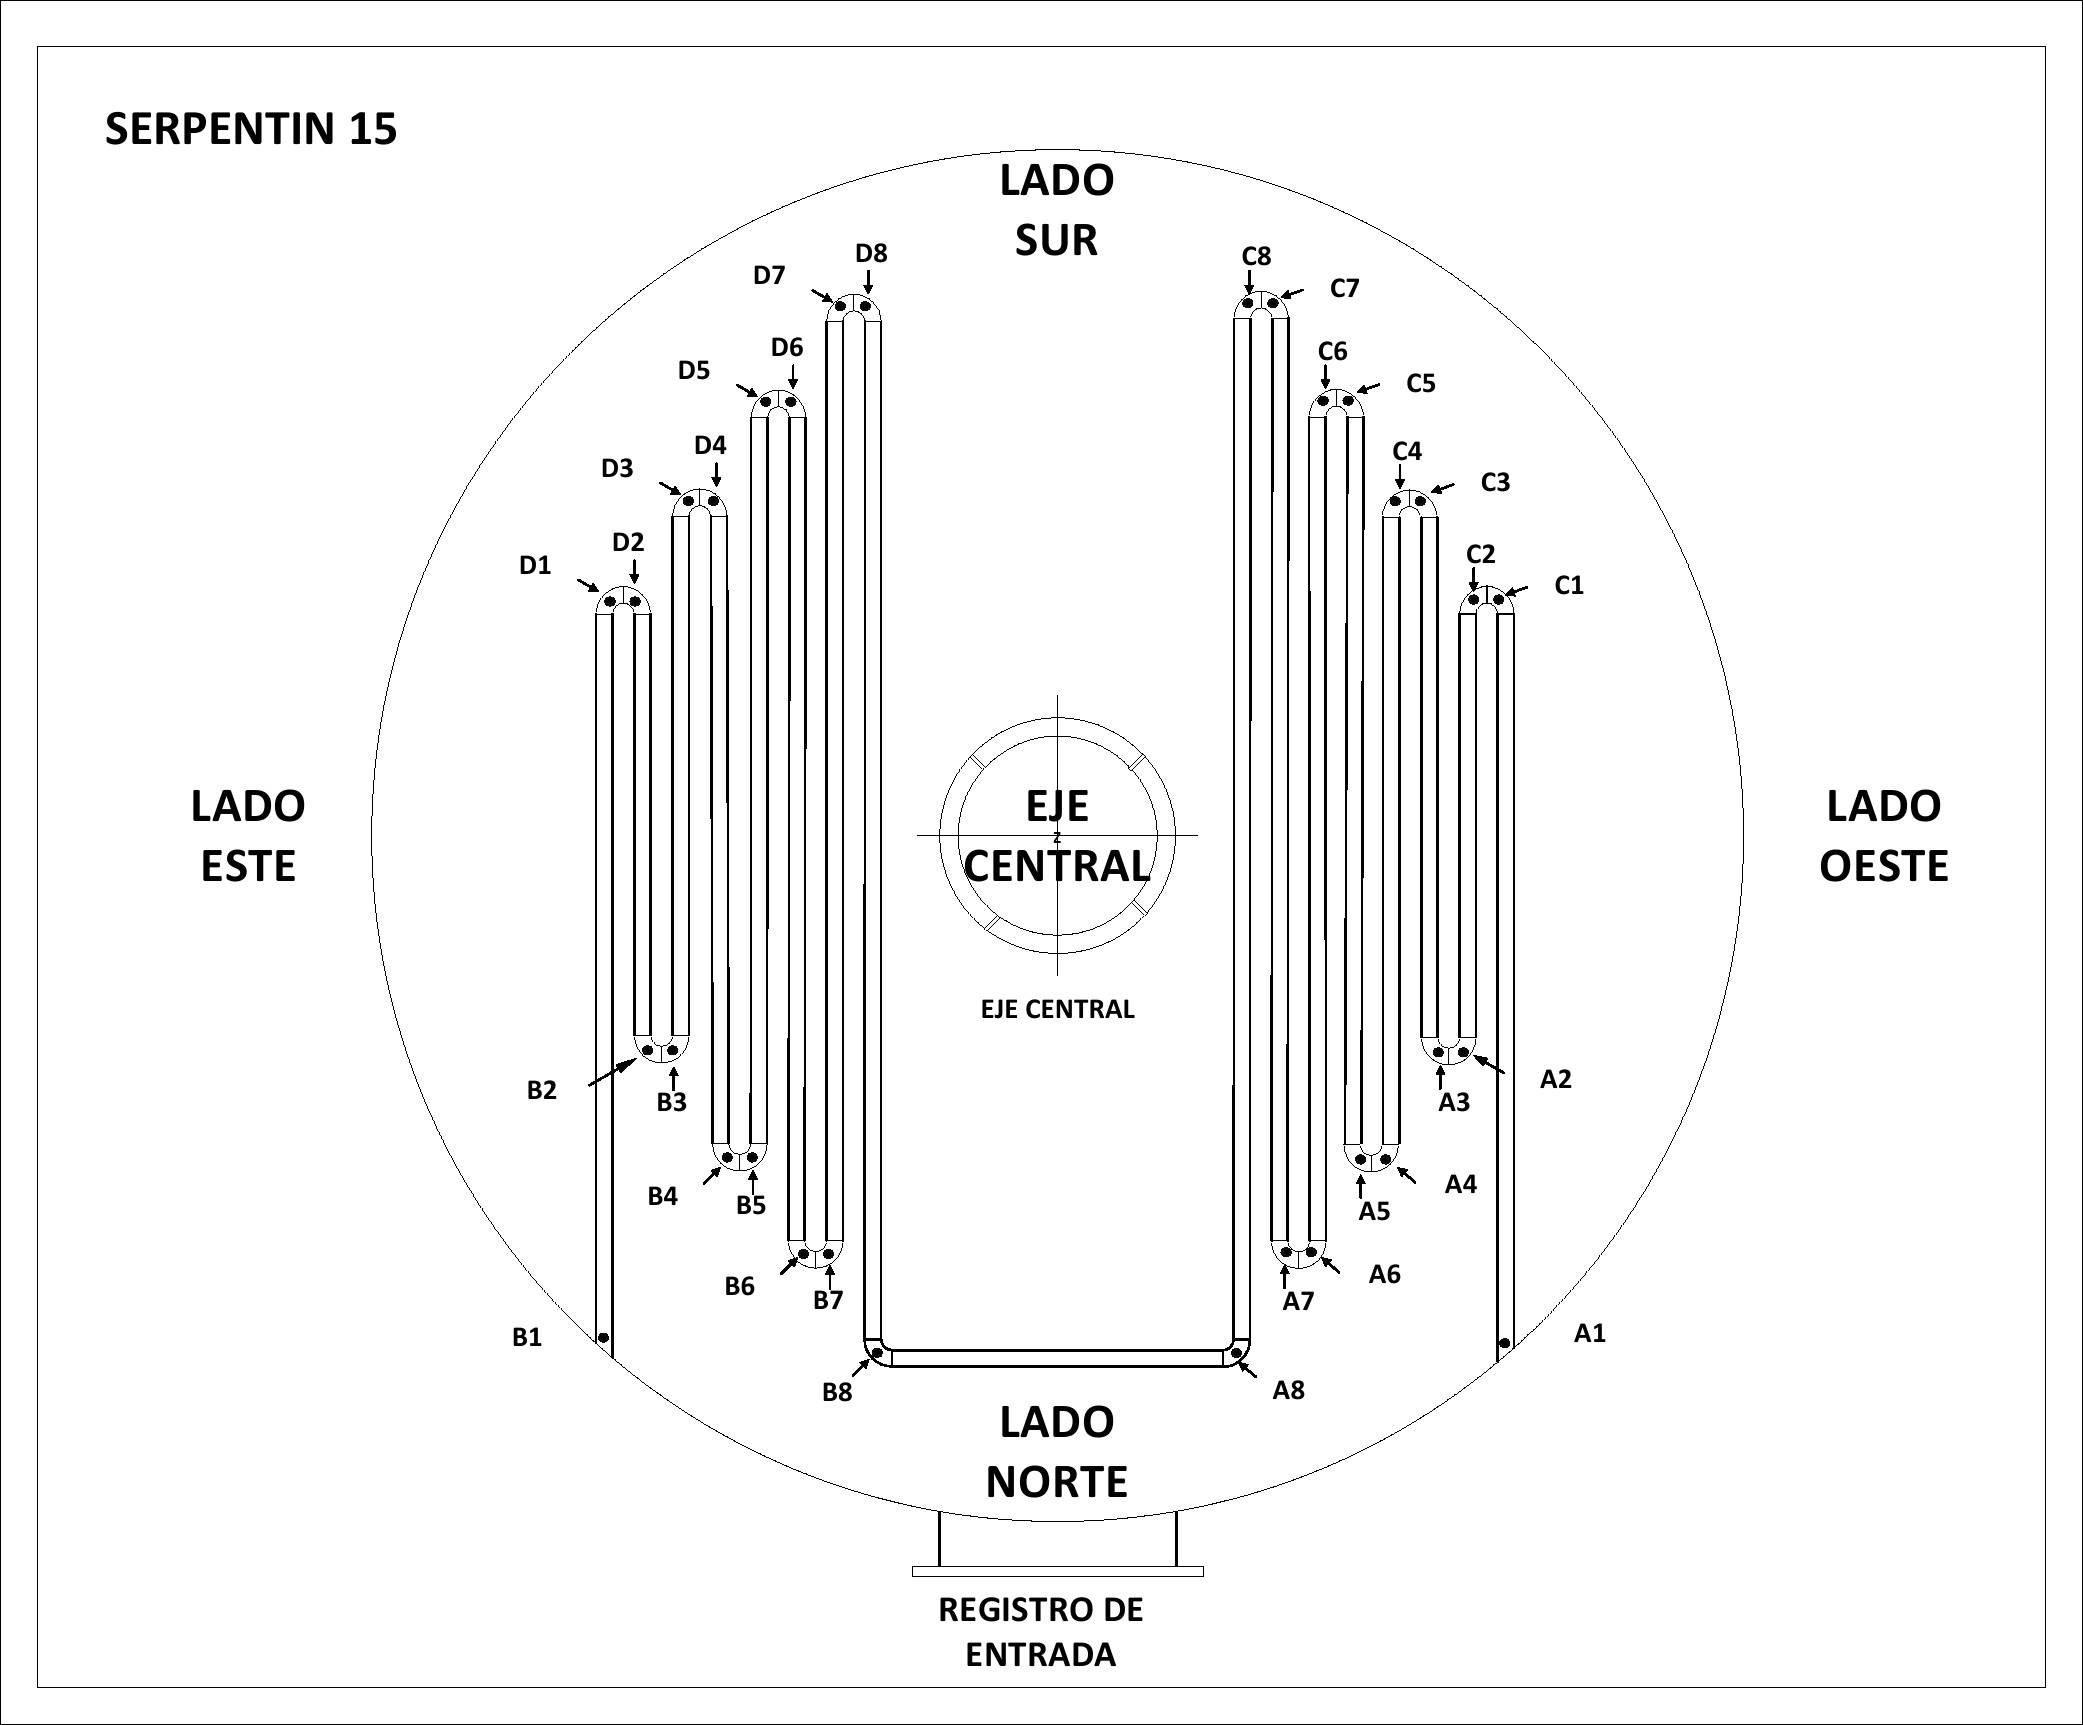 SERPENTIN 15
LADO
SUR
D8
C8
D7
C7
D6
C6
D5
C5
D4
C4
D3
C3
D2
C2
D1
C1
LADO
ESTE
EJE
Z
CENTRAL
LADO
OESTE
EJE CENTRAL
B2
B3
A3
A2
B4
B5
A5
A4
B6
B7
A7
A6
B1
A1
B8
A8
LADO
NORTE
REGISTRO DE
ENTRADA